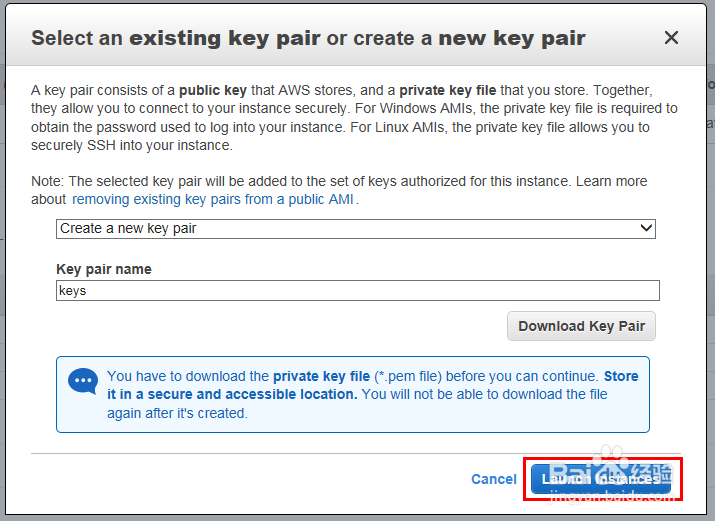 Select an existing key pair or create a new key pair
A key pair consists of a public key that AWS stores, and a private key file that you store. Together,
they allow you to connect to your instance securely. For Windows AMIs, the private key file is required to
obtain the password used to log into your instance. For Linux AMIs, the private key file allows you to
securely SSH into your instance.
Note: The selected key pair will be added to the set of keys authorized for this instance. Learn more
about removing existing key pairs from a public AMI.
Create a new key pair
Key pair name
keys
Download Key Pair
You have to download the private key file (*.pem file) before you can continue. Store
it in a secure and accessible location. You will not be able to download the file
again after it's created.
Cancel
Launch Instances
Baidu经验
jingyan.baidu.com